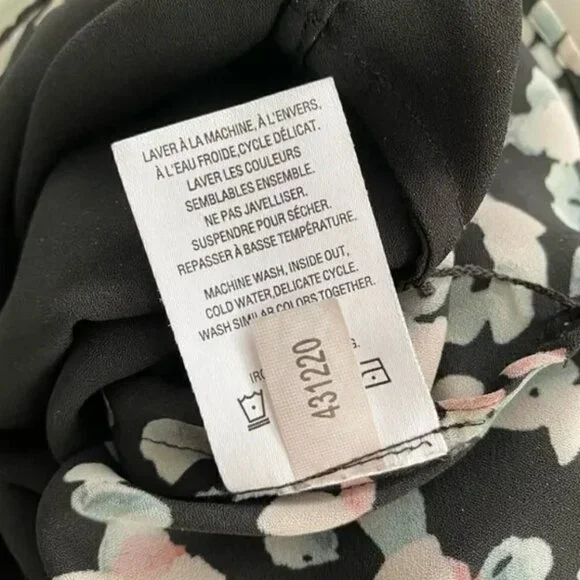 LAVER À LA MACHINE, À L'ENVERS,
À L'EAU FROIDE,CYCLE DÉLICAT.
LAVER LES COULEURS
SEMBLABLES ENSEMBLE.
NE PAS JAVELLISER.
SUSPENDRE POUR SÉCHER.
REPASSER À BASSE TEMPÉRATURE.
MACHINE WASH, INSIDE OUT,
COLD WATER,DELICATE CYCLE.
WASH SIMILAR COLORS TOGETHER.
431220